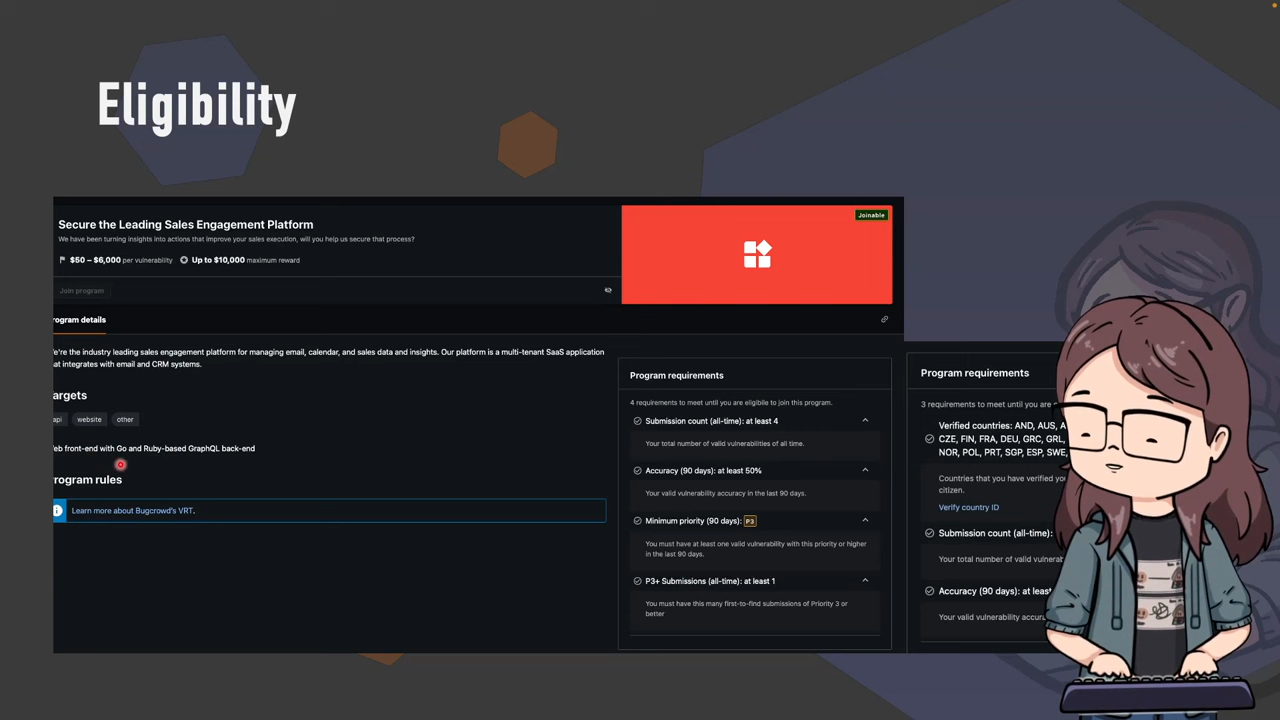 Eligibility
Secure the Leading Sales Engagement Platform
We have been turning insights into actions that improve your sales execution, will you help us secure that process?
$50 – $6,000 per vulnerability Up to $10,000 maximum reward
Joinable
Join program
rogram details
're the industry leading sales engagement platform for managing email, calendar, and sales data and insights. Our platform is a multi-tenant SaaS application
at integrates with email and CRM systems.
argets
api website other
eb front-end with Go and Ruby-based GraphQL back-end
rogram rules
Learn more about Bugcrowd's VRT.
Program requirements
4 requirements to meet until you are eligibile to join this program.
Submission count (all-time): at least 4
Your total number of valid vulnerabilities of all time.
Accuracy (90 days): at least 50%
Your valid vulnerability accuracy in the last 90 days.
Minimum priority (90 days): P3
You must have at least one valid vulnerability with this priority or higher
in the last 90 days.
P3+ Submissions (all-time): at least 1
You must have this many first-to-find submissions of Priority 3 or
better
Program requirements
3 requirements to meet until you are e
Verified countries: AND, AUS, A
CZE, FIN, FRA, DEU, GRC, GRL,
NOR, POL, PRT, SGP, ESP, SWE,
Countries that you have verified yo
citizen.
Verify country ID
Submission count (all-time):
Your total number of valid vulnerab
Accuracy (90 days): at leas
Your valid vulnerability accura